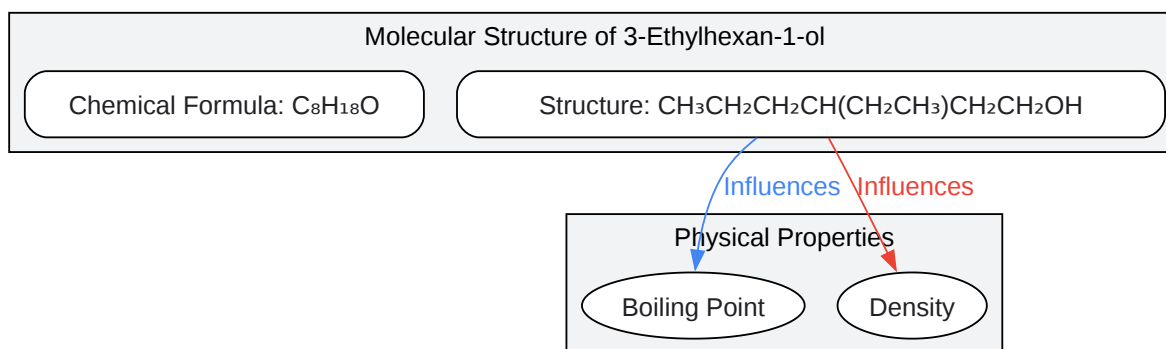 Molecular Structure of 3-Ethylhexan-1-ol
Chemical Formula: C₈H₁₈O
Structure: CH₃CH₂CH₂CH(CH₂CH₃)CH₂CH₂OH
Influences
Influences
Physical Properties
Boiling Point
Density